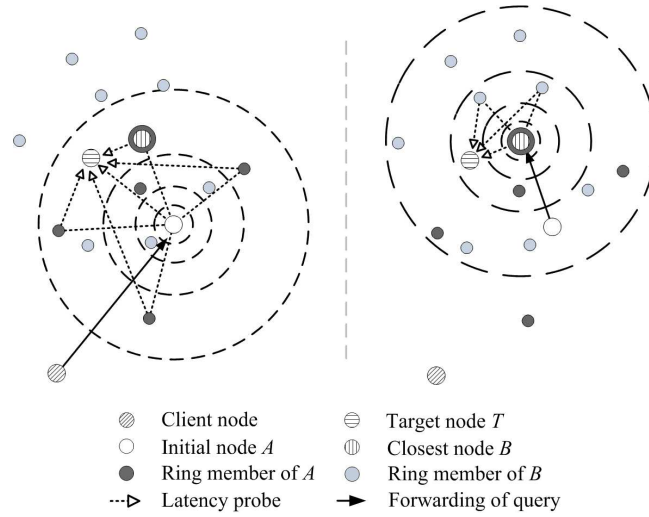 Client node
Target node T
Initial node A
Closest node B
Ring member of A
Ring member of B
Latency probe
Forwarding of query